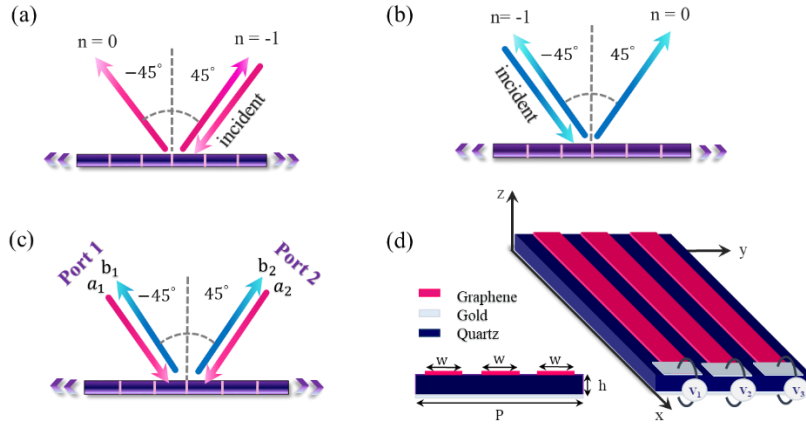 (a)
n = 0
n = -1
−45°
45°
incident
(b)
n= -1
n = 0
−45°
45°
incident
(c)
Port 1
Port 2
b₁
a₁
b₂
a₂
−45°
45°
(d)
z
y
x
Graphene
Gold
Quartz
w w w
h
P
V₁ V₂ V₃